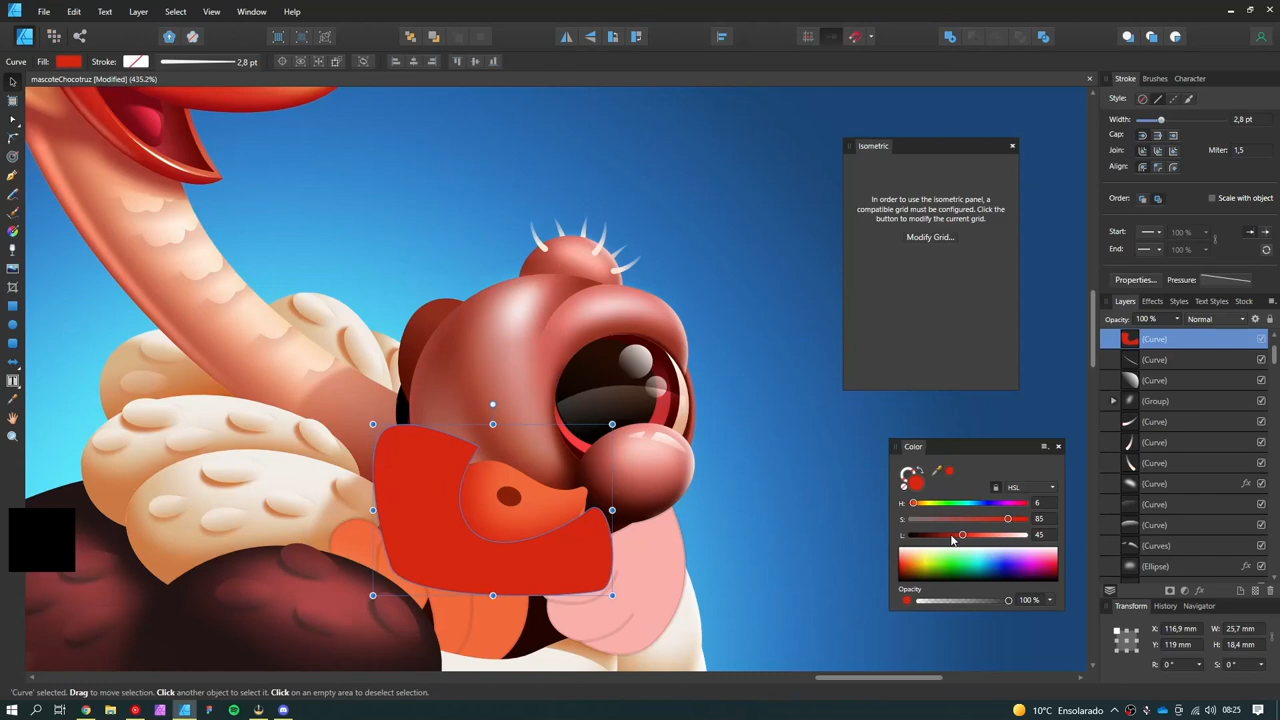 File Edit Text Layer Select View Window Help
Curve Fill: Stroke: 2,8 pt
mascoteChocotruz [Modified] (435.2%)
Stroke Brushes Character
Style:
Width: 2,8 pt
Cap:
Join: Miter: 1,5
Align:
Order: Scale with object
Start: 100 %
End: 100 %
Properties... Pressure:
Isometric
In order to use the isometric panel, a
compatible grid must be configured. Click the
button to modify the current grid.
Modify Grid...
Layers Effects Styles Text Styles Stock
Opacity: 100 % Normal
(Curve)
(Curve)
(Curve)
(Group)
(Curve)
(Curve)
(Curve)
(Curve) fx
(Curve)
(Curve)
(Curves)
(Ellipse)
Color
HSL
H: 6
S: 85
L: 45
Opacity
100 %
Transform History Navigator
X: 116,9 mm W: 25,7 mm
Y: 119 mm H: 18,4 mm
R: 0 ° S: 0 °
'Curve' selected. Drag to move selection. Click another object to select it. Click on an empty area to deselect selection.
10°C Ensolarado 08:25